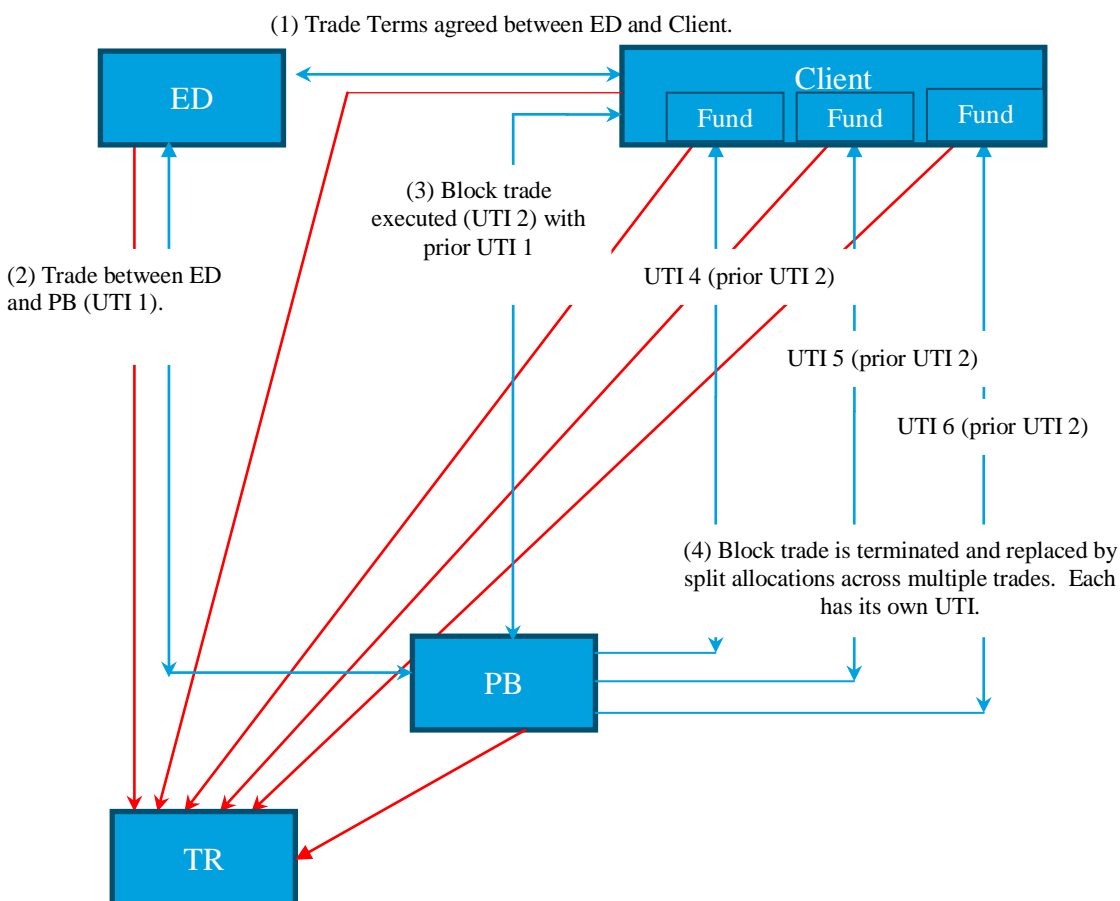 (1) Trade Terms agreed between ED and Client.
ED
Client
Fund
Fund
Fund
(3) Block trade
executed (UTI 2) with
prior UTI 1
(2) Trade between ED
and PB (UTI 1).
UTI 4 (prior UTI 2)
UTI 5 (prior UTI 2)
UTI 6 (prior UTI 2)
(4) Block trade is terminated and replaced by
split allocations across multiple trades.  Each
has its own UTI.
PB
TR